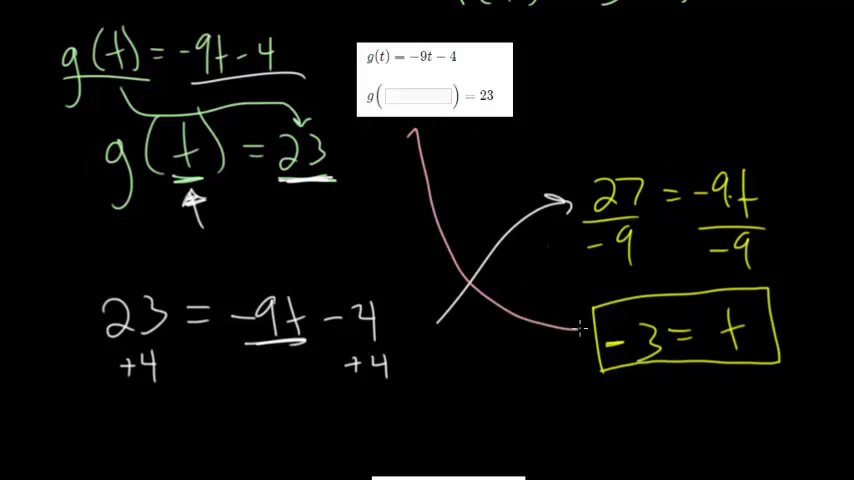 g(t) = -9t - 4
g(t) = 23
g(t) = −9t − 4
g( ) = 23
23 = -9t - 4
+4 +4
27 = -9t
-9 -9
-3 = t